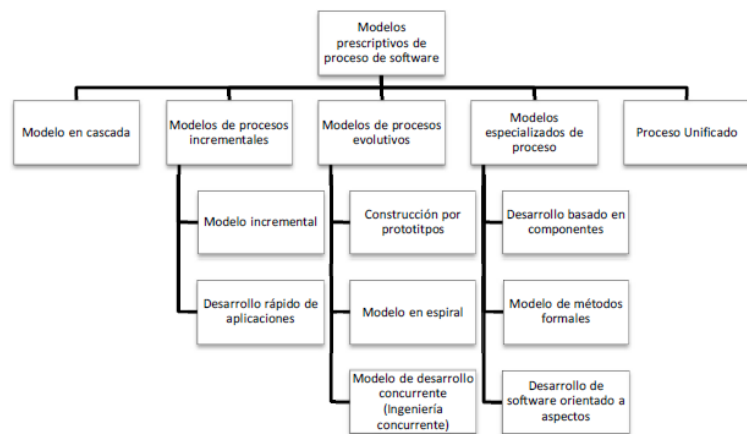 Modelos
prescriptivos de
proceso de software
Modelo en cascada
Modelos de procesos
incrementales
Modelos de procesos
evolutivos
Modelos
especializados de
proceso
Proceso Unificado
Modelo incremental
Desarrollo rápido de
aplicaciones
Construcción por
prototitpos
Modelo en espiral
Modelo de desarrollo
concurrente
(Ingeniería
concurrente)
Desarrollo basado en
componentes
Modelo de métodos
formales
Desarrollo de
software orientado a
aspectos